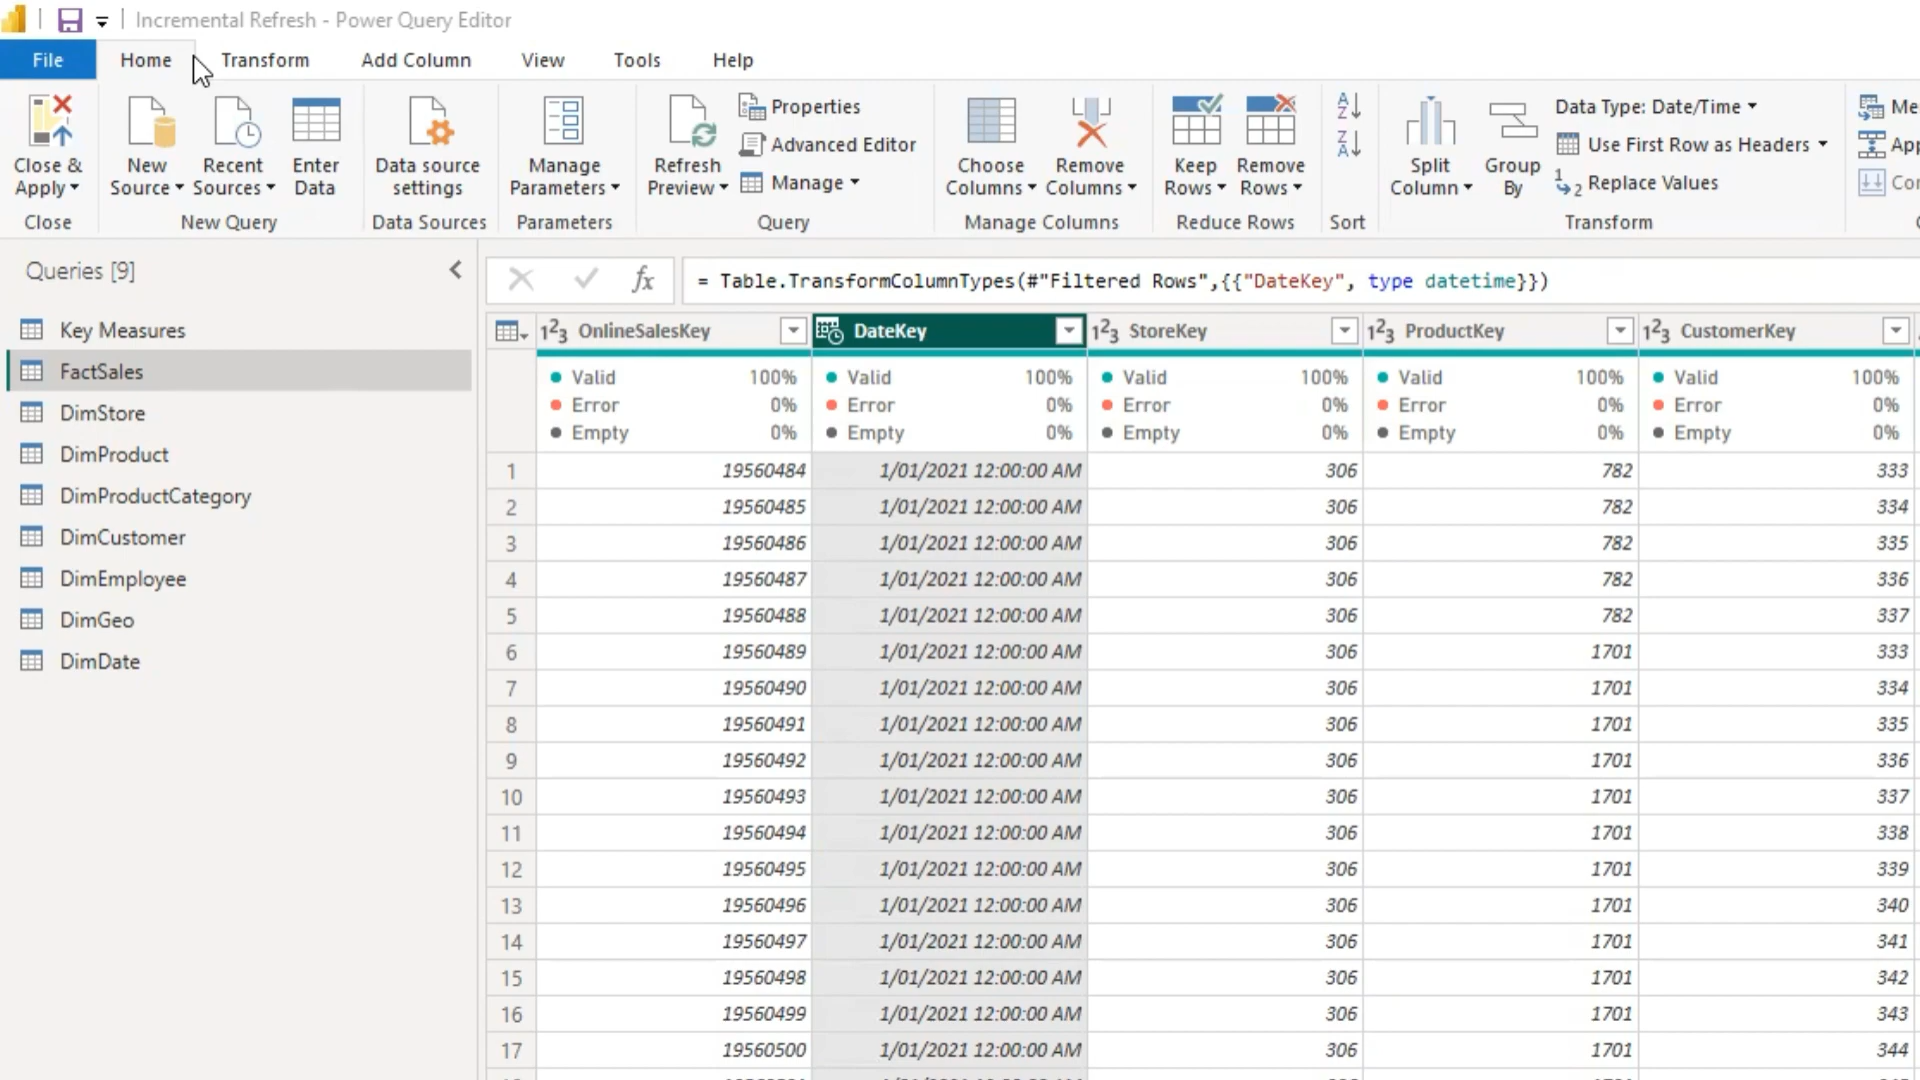 Incremental Refresh - Power Query Editor
File Home Transform Add Column View Tools Help
Close & Apply
New Source
Recent Sources
Enter Data
Data source settings
Manage Parameters
Refresh Preview
Properties
Advanced Editor
Manage
Choose Columns
Remove Columns
Keep Rows
Remove Rows
Split Column
Group By
Data Type: Date/Time
Use First Row as Headers
Replace Values
Close New Query Data Sources Parameters Query Manage Columns Reduce Rows Sort Transform
Queries [9]
Key Measures
FactSales
DimStore
DimProduct
DimProductCategory
DimCustomer
DimEmployee
DimGeo
DimDate
fx = Table.TransformColumnTypes(#"Filtered Rows",{{"DateKey", type datetime}})
OnlineSalesKey DateKey StoreKey ProductKey CustomerKey
Valid 100% Valid 100% Valid 100% Valid 100% Valid 100%
Error 0% Error 0% Error 0% Error 0% Error 0%
Empty 0% Empty 0% Empty 0% Empty 0% Empty 0%
1 19560484 1/01/2021 12:00:00 AM 306 782 333
2 19560485 1/01/2021 12:00:00 AM 306 782 334
3 19560486 1/01/2021 12:00:00 AM 306 782 335
4 19560487 1/01/2021 12:00:00 AM 306 782 336
5 19560488 1/01/2021 12:00:00 AM 306 782 337
6 19560489 1/01/2021 12:00:00 AM 306 1701 333
7 19560490 1/01/2021 12:00:00 AM 306 1701 334
8 19560491 1/01/2021 12:00:00 AM 306 1701 335
9 19560492 1/01/2021 12:00:00 AM 306 1701 336
10 19560493 1/01/2021 12:00:00 AM 306 1701 337
11 19560494 1/01/2021 12:00:00 AM 306 1701 338
12 19560495 1/01/2021 12:00:00 AM 306 1701 339
13 19560496 1/01/2021 12:00:00 AM 306 1701 340
14 19560497 1/01/2021 12:00:00 AM 306 1701 341
15 19560498 1/01/2021 12:00:00 AM 306 1701 342
16 19560499 1/01/2021 12:00:00 AM 306 1701 343
17 19560500 1/01/2021 12:00:00 AM 306 1701 344